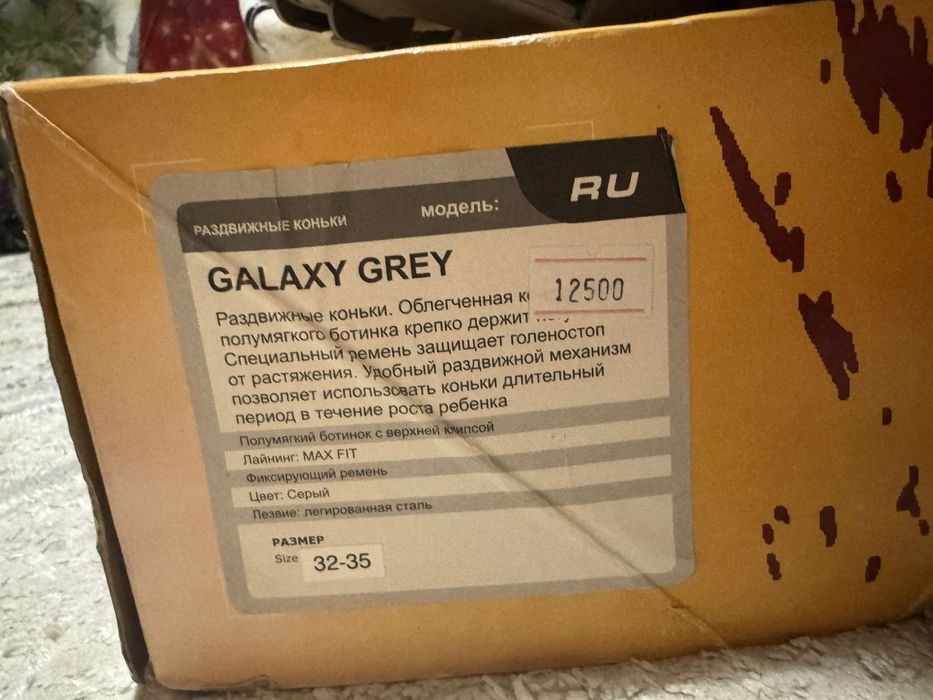 RU
РАЗДВИЖНЫЕ КОНЬКИ
модель:
GALAXY GREY
12500
Раздвижные коньки. Облегченная
полумягкого ботинка крепко держит
Специальный ремень защищает голеностоп
от растяжения. Удобный раздвижной механизм
позволяет использовать коньки длительный
период в течение роста ребенка
Полумягкий ботинок с верхней клипсой
Лайнинг: MAX FIT
Фиксирующий ремень
Цвет: Серый
Лезвие: легированная сталь
РАЗМЕР
Size 32-35